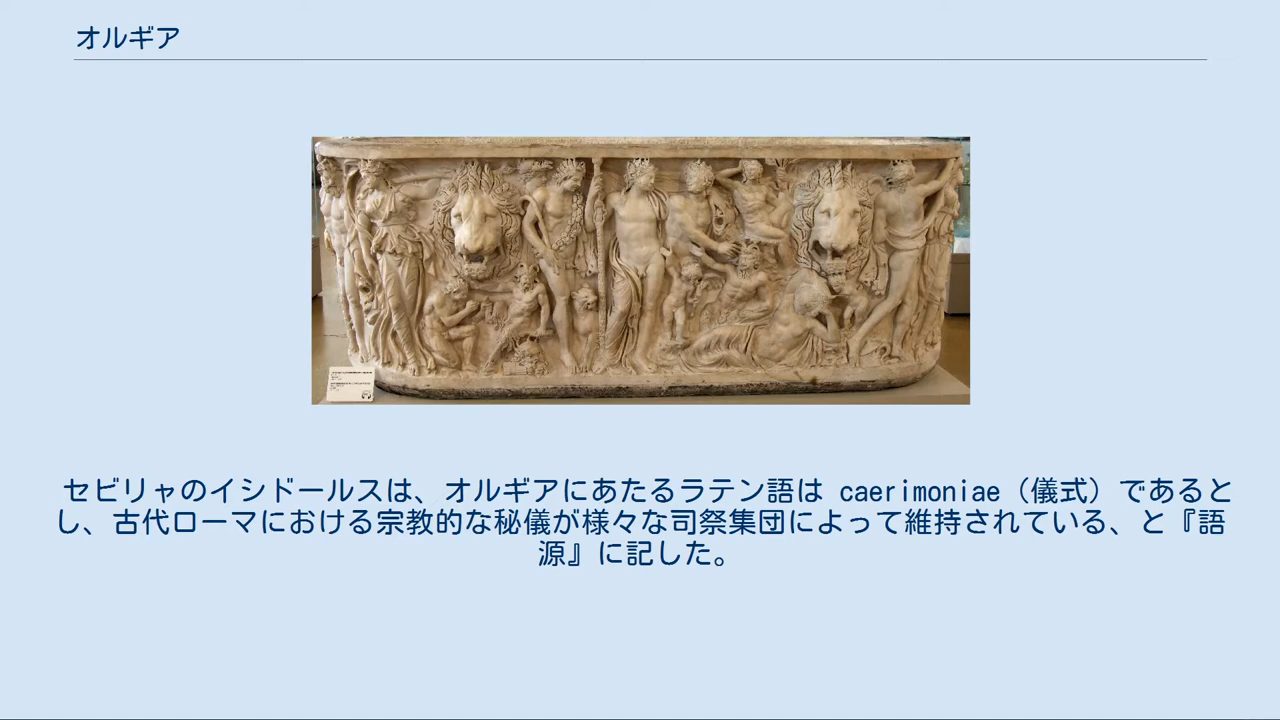 オルギア
セビリャのイシドールスは、オルギアにあたるラテン語は caerimoniae（儀式）であると
し、古代ローマにおける宗教的な秘儀が様々な司祭集団によって維持されている、と『語
源』に記した。